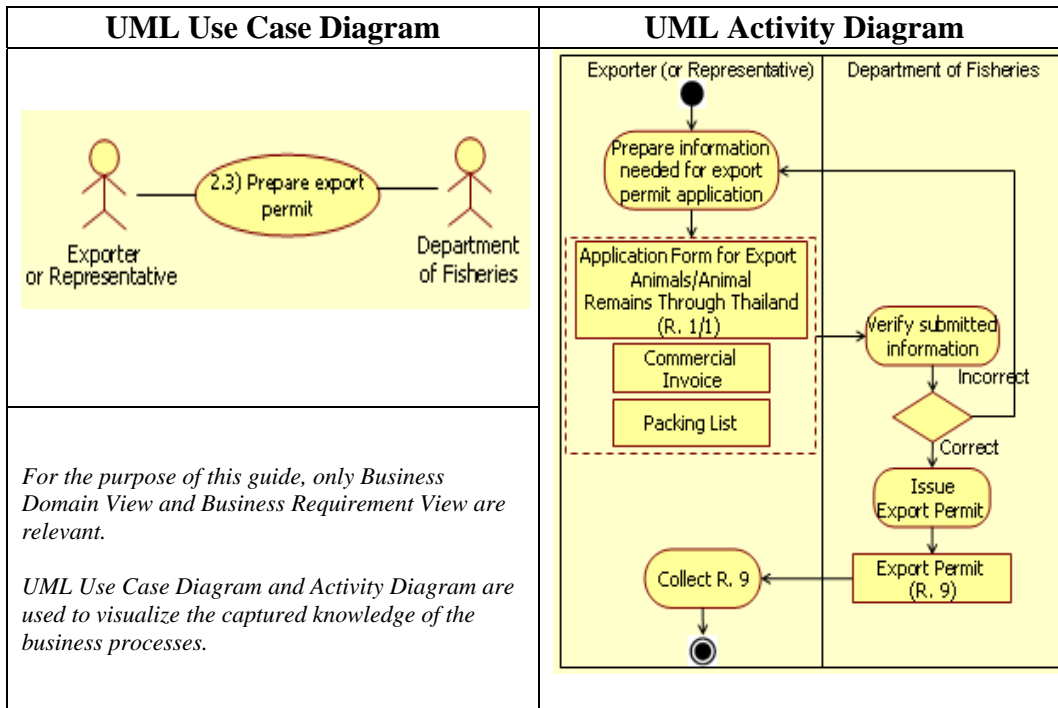 UML Use Case Diagram
2.3) Prepare export
permit
Exporter
or Representative
Department
of Fisheries
For the purpose of this guide, only Business
Domain View and Business Requirement View are
relevant.
UML Use Case Diagram and Activity Diagram are
used to visualize the captured knowledge of the
business processes.
UML Activity Diagram
Exporter (or Representative)
Department of Fisheries
Prepare information
needed for export
permit application
Application Form for Export
Animals/Animal
Remains Through Thailand
(R. 1/1)
Commercial
Invoice
Packing List
Verify submitted
information
Incorrect
Correct
Issue
Export Permit
Export Permit
(R. 9)
Collect R. 9